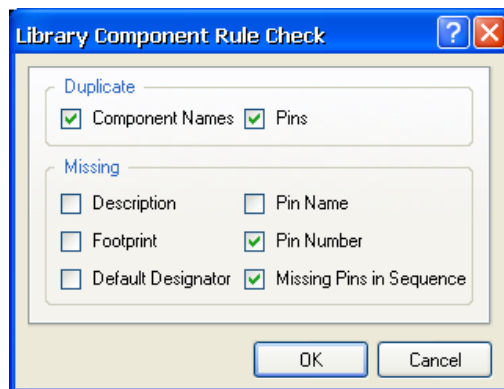 Library Component Rule Check
Duplicate
Component Names Pins
Missing
Description Pin Name
Footprint Pin Number
Default Designator Missing Pins in Sequence
OK Cancel